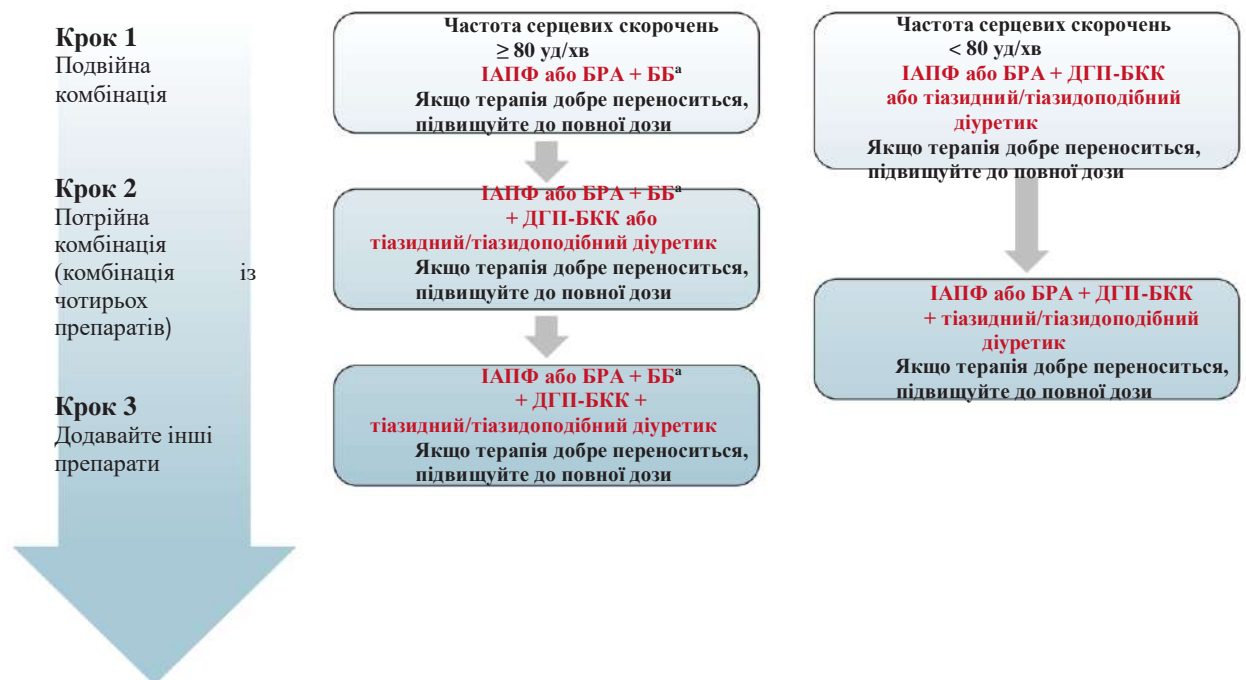 Крок 1
Подвійна
комбінація
Крок 2
Потрійна
комбінація
(комбінація із
чотирьох
препаратів)
Крок 3
Додавайте інші
препарати
Частота серцевих скорочень
≥ 80 уд/хв
ІАПФ або БРА + ББᵃ
Якщо терапія добре переноситься,
підвищуйте до повної дози
ІАПФ або БРА + ББᵃ
+ ДГП-БКК або
тіазидний/тіазидоподібний діуретик
Якщо терапія добре переноситься,
підвищуйте до повної дози
ІАПФ або БРА + ББᵃ
+ ДГП-БКК +
тіазидний/тіазидоподібний діуретик
Якщо терапія добре переноситься,
підвищуйте до повної дози
Частота серцевих скорочень
< 80 уд/хв
ІАПФ або БРА + ДГП-БКК
або тіазидний/тіазидоподібний
діуретик
Якщо терапія добре переноситься,
підвищуйте до повної дози
ІАПФ або БРА + ДГП-БКК
+ тіазидний/тіазидоподібний
діуретик
Якщо терапія добре переноситься,
підвищуйте до повної дози